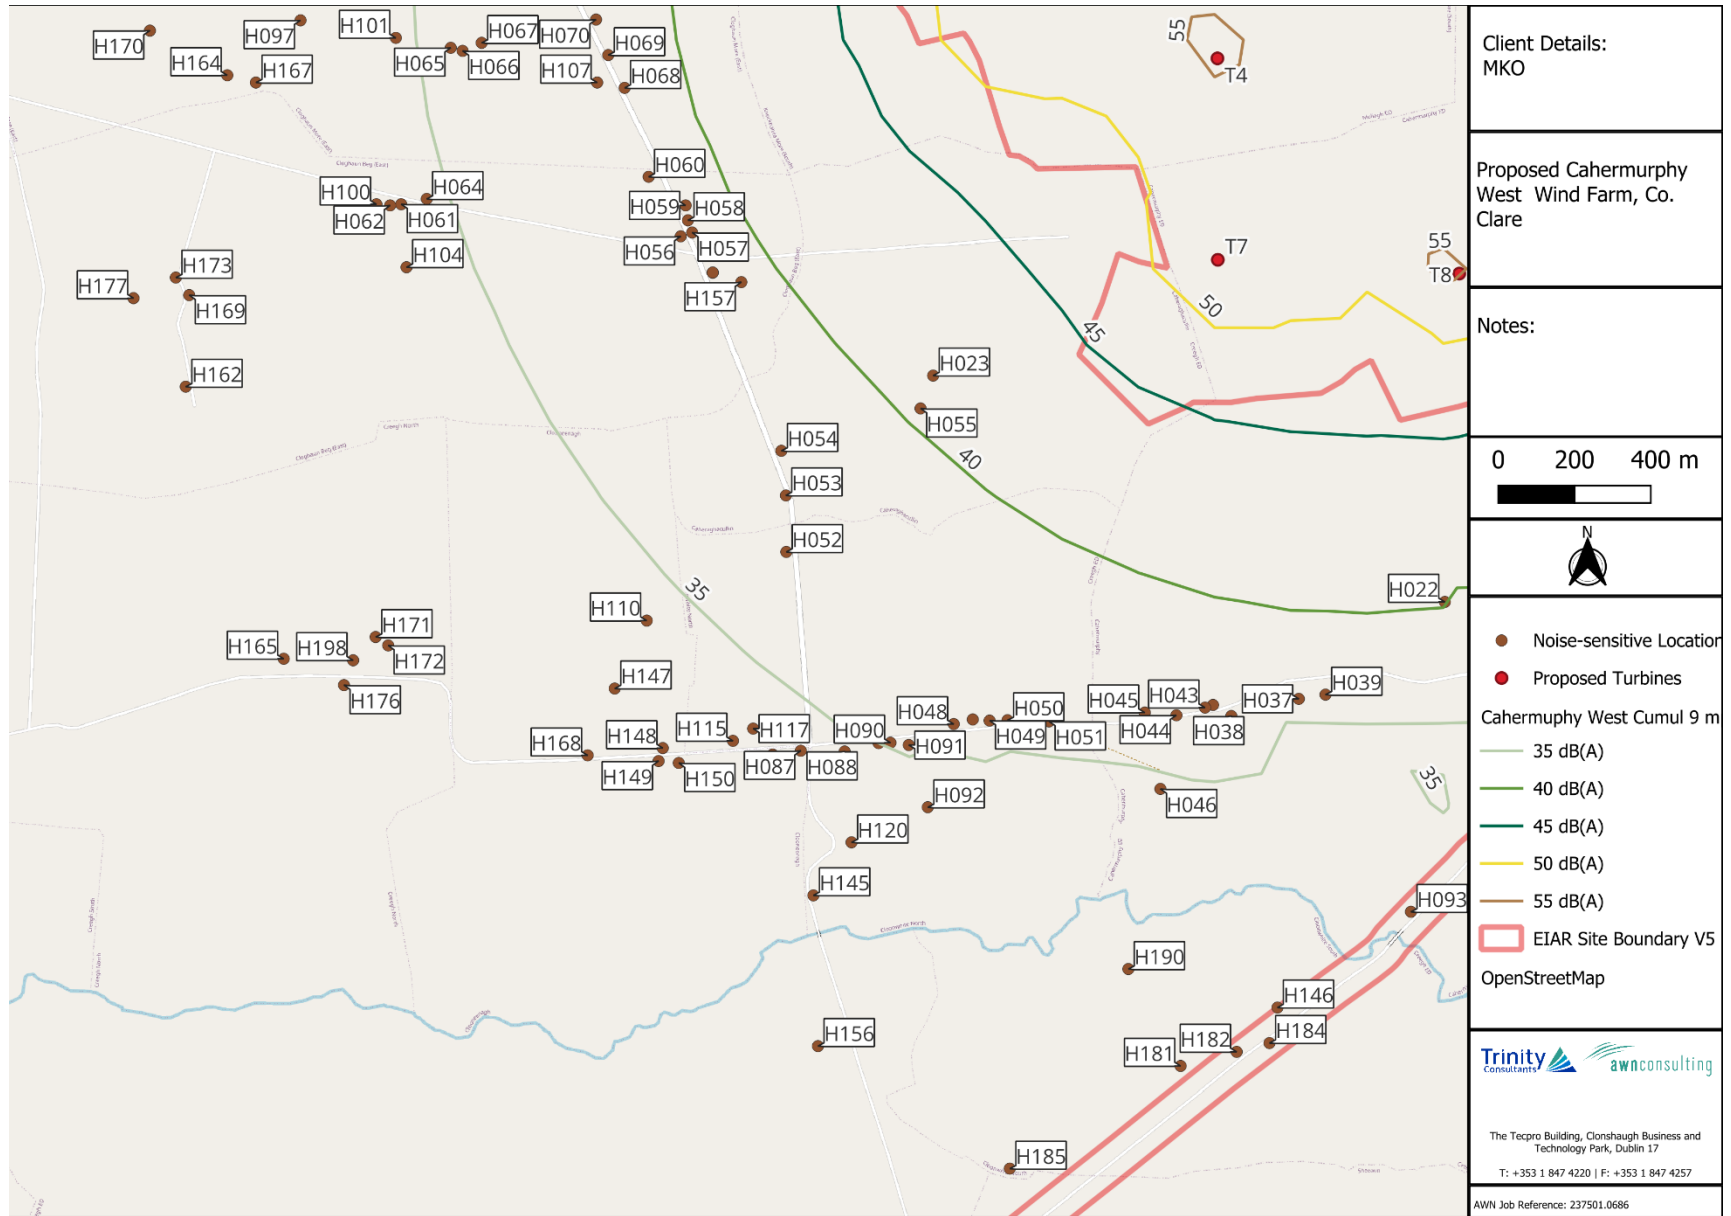 H170
H097
H101
H067
H070
H069
H164
H167
H065
H066
H107
H068
55
T4
H060
H100
H064
H059
H058
H062
H061
H056
H057
H104
H173
H177
H169
H157
T7
55
T8
50
45
H162
H023
H055
H054
40
H053
H052
35
H110
H022
H171
H165
H198
H172
H176
H147
H039
H037
H043
H045
H050
H048
H044
H038
H049
H051
H090
H091
H117
H115
H148
H168
H149
H150
H087
H088
35
H092
H046
H120
H145
H093
H190
H146
H156
H184
H182
H181
H185
Client Details:
MKO
Proposed Cahermurphy
West Wind Farm, Co.
Clare
Notes:
0 200 400 m
N
Noise-sensitive Location
Proposed Turbines
Cahermuphy West Cumul 9 m
35 dB(A)
40 dB(A)
45 dB(A)
50 dB(A)
55 dB(A)
EIAR Site Boundary V5
OpenStreetMap
Trinity
Consultants
awnconsulting
The Tecpro Building, Clonshaugh Business and
Technology Park, Dublin 17
T: +353 1 847 4220 | F: +353 1 847 4257
AWN Job Reference: 237501.0686